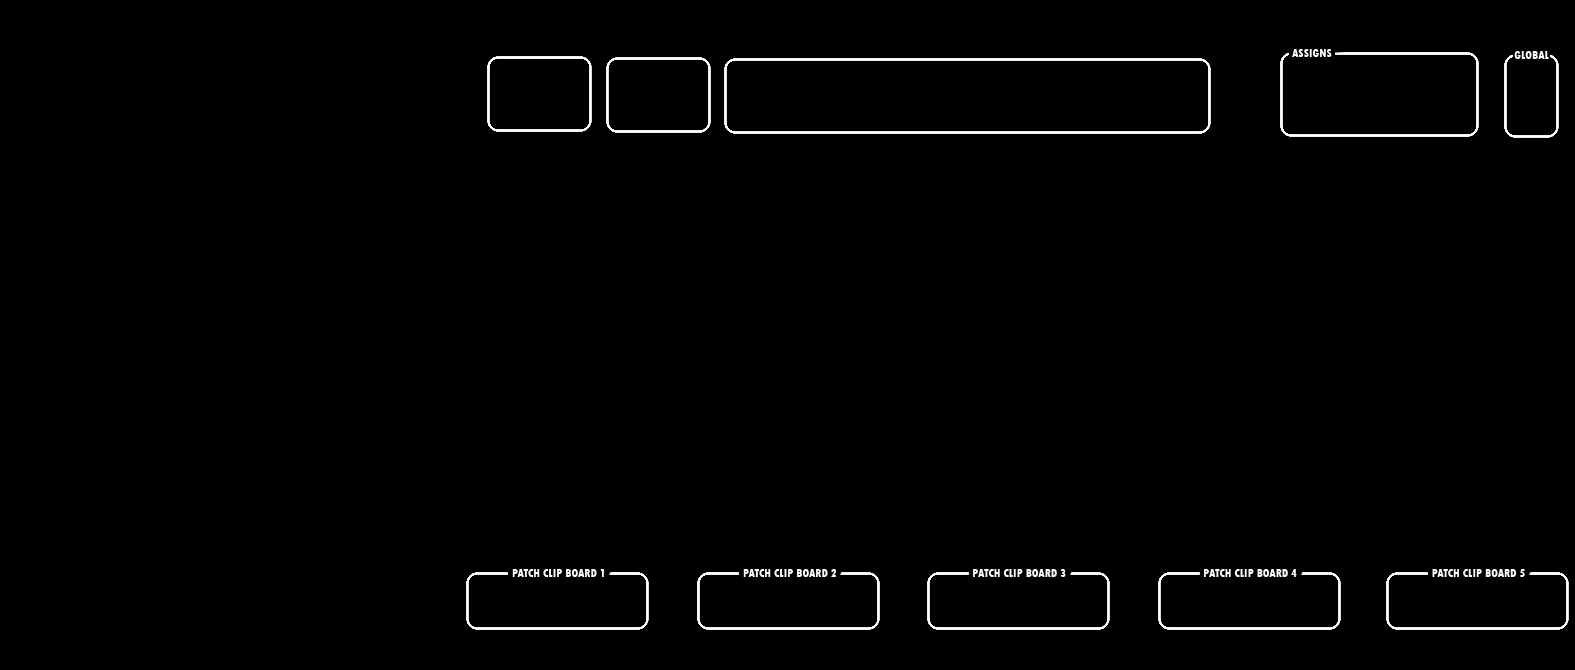 ASSIGNS
GLOBAL
PATCH CLIP BOARD 1
PATCH CLIP BOARD 2
PATCH CLIP BOARD 3
PATCH CLIP BOARD 4
PATCH CLIP BOARD 5